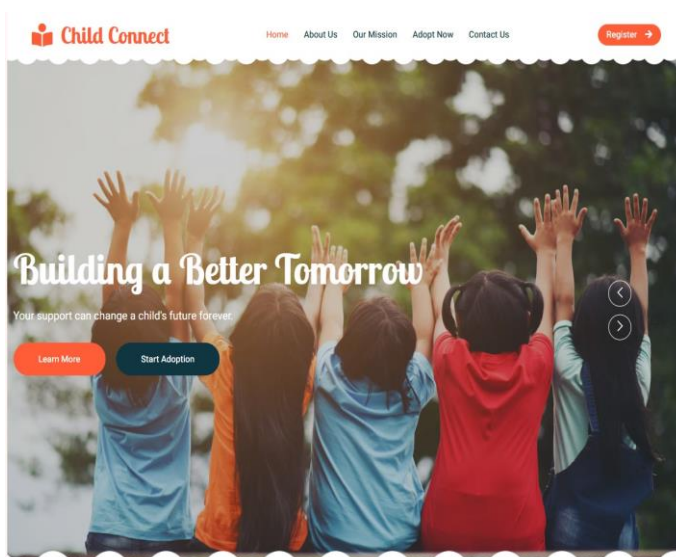 Child Connect
Home About Us Our Mission Adopt Now Contact Us
Register
Building a Better Tomorrow
Your support can change a child's future forever.
Learn More Start Adoption